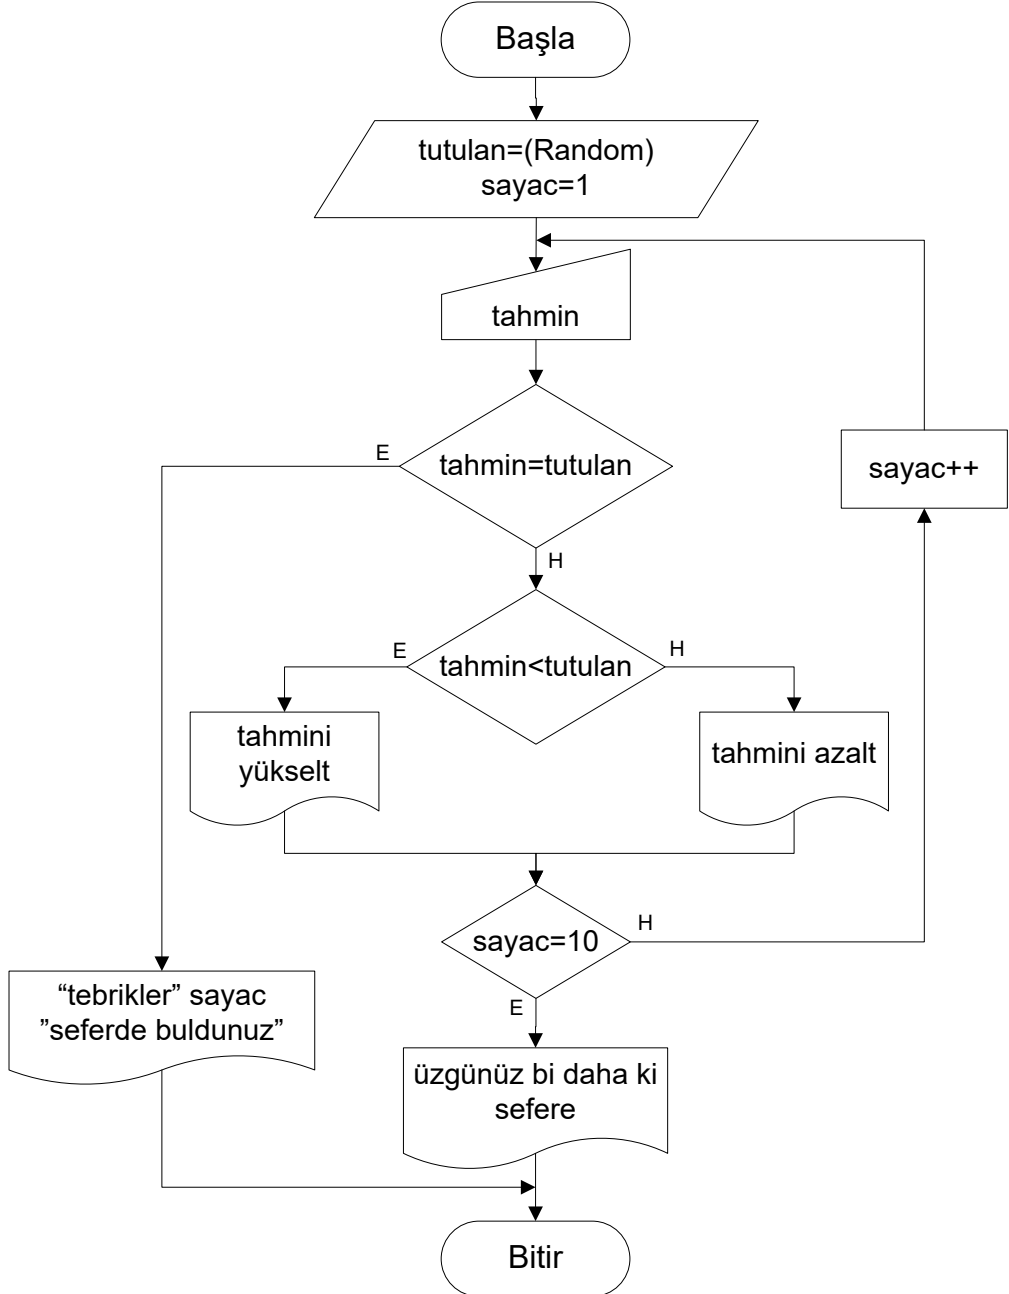 Başla
tutulan=(Random)
sayac=1
tahmin
tahmin=tutulan
E
H
sayac++
tahmin<tutulan
E
H
tahmini
yükselt
tahmini azalt
sayac=10
H
E
“tebrikler” sayac
”seferde buldunuz”
üzgünüz bi daha ki
sefere
Bitir